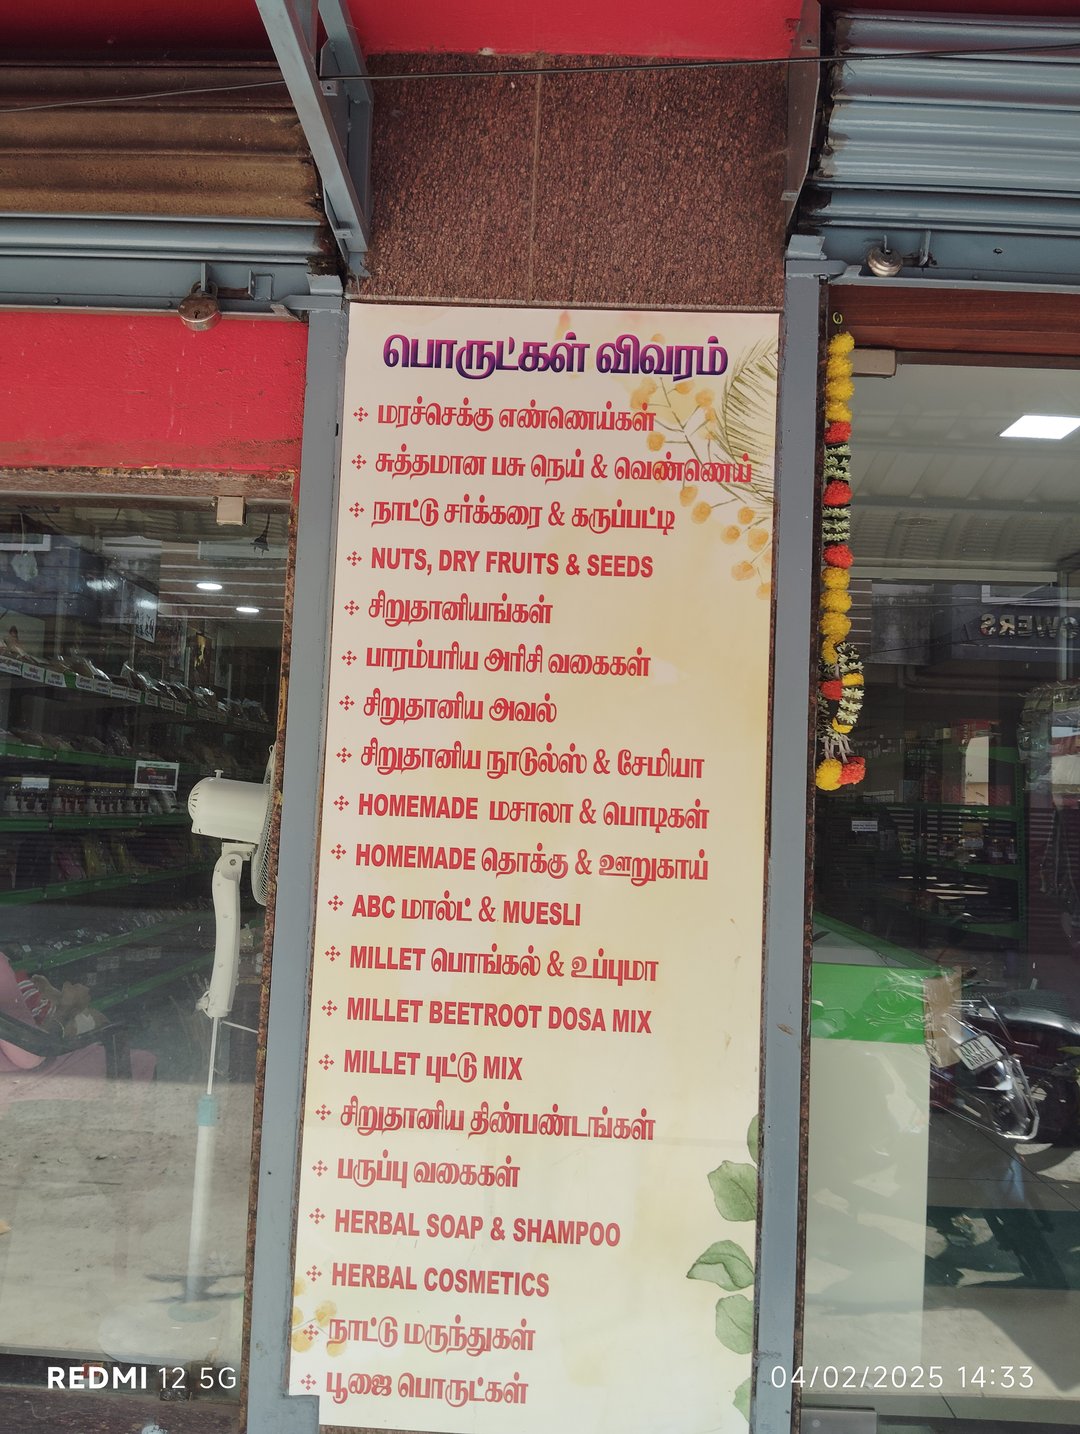 பொருட்கள் விவரம்
மரச்செக்கு எண்ணெய்கள்
சுத்தமான பசு நெய் & வெண்ணெய்
நாட்டு சர்க்கரை & கருப்பட்டி
NUTS, DRY FRUITS & SEEDS
சிறுதானியங்கள்
பாரம்பரிய அரிசி வகைகள்
சிறுதானிய அவல்
சிறுதானிய நூடுல்ஸ் & சேமியா
HOMEMADE மசாலா & பொடிகள்
HOMEMADE தொக்கு & ஊறுகாய்
ABC மால்ட் & MUESLI
MILLET பொங்கல் & உப்புமா
MILLET BEETROOT DOSA MIX
MILLET புட்டு MIX
சிறுதானிய திண்பண்டங்கள்
பருப்பு வகைகள்
HERBAL SOAP & SHAMPOO
HERBAL COSMETICS
நாட்டு மருந்துகள்
பூஜை பொருட்கள்
REDMI 12 5G
04/02/2025 14:33